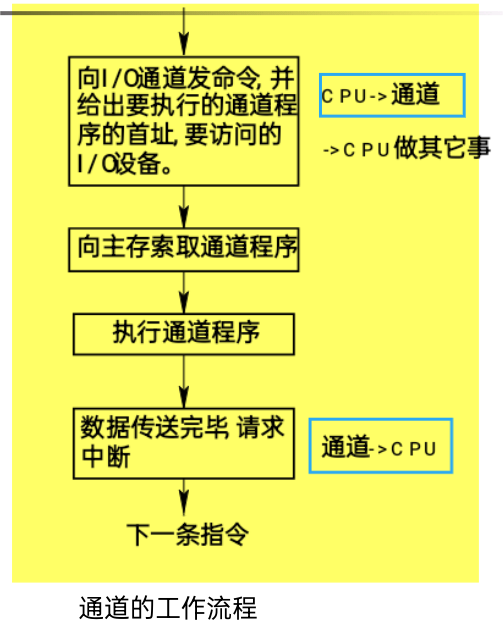 向I/O通道发命令,并
给出要执行的通道程
序的首址,要访问的
I/O设备。
CPU->通道
->CPU做其它事
向主存索取通道程序
执行通道程序
数据传送完毕,请求
中断
通道->CPU
下一条指令
通道的工作流程